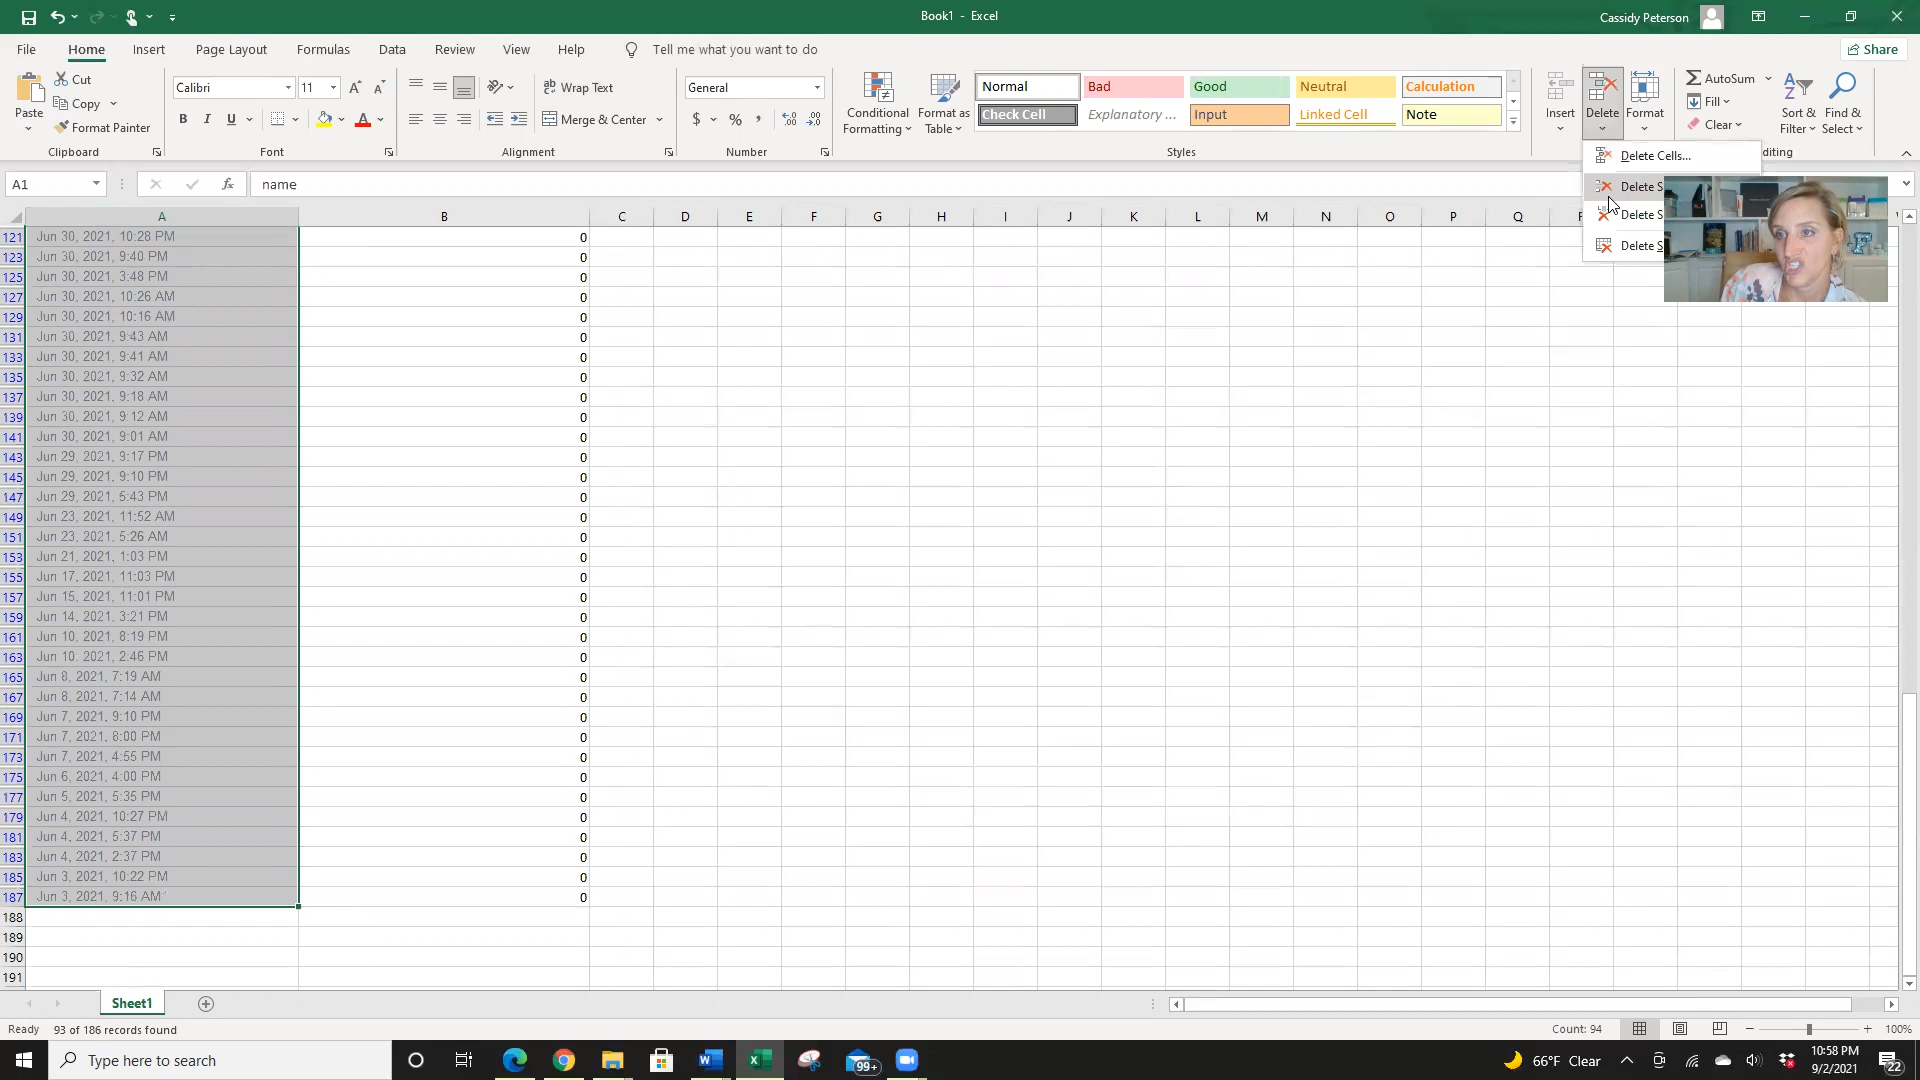 Book1 - Excel
Cassidy Peterson
File Home Insert Page Layout Formulas Data Review View Help Tell me what you want to do Share
Paste
Cut
Copy
Format Painter
Clipboard
Calibri 11
B I U
Font
Wrap Text
Merge & Center
Alignment
General
$ % ,
Number
Conditional Formatting
Format as Table
Normal Bad Good Neutral Calculation
Check Cell Explanatory ... Input Linked Cell Note
Styles
Insert Delete Format
AutoSum
Fill
Clear
Sort & Filter
Find & Select
diting
Delete Cells...
Delete S
Delete S
Delete S
A1 fx name
A B C D E F G H I J K L M N O P Q
121 Jun 30, 2021, 10:28 PM 0
123 Jun 30, 2021, 9:40 PM 0
125 Jun 30, 2021, 3:48 PM 0
127 Jun 30, 2021, 10:26 AM 0
129 Jun 30, 2021, 10:16 AM 0
131 Jun 30, 2021, 9:43 AM 0
133 Jun 30, 2021, 9:41 AM 0
135 Jun 30, 2021, 9:32 AM 0
137 Jun 30, 2021, 9:18 AM 0
139 Jun 30, 2021, 9:12 AM 0
141 Jun 30, 2021, 9:01 AM 0
143 Jun 29, 2021, 9:17 PM 0
145 Jun 29, 2021, 9:10 PM 0
147 Jun 29, 2021, 5:43 PM 0
149 Jun 23, 2021, 11:52 AM 0
151 Jun 23, 2021, 5:26 AM 0
153 Jun 21, 2021, 1:03 PM 0
155 Jun 17, 2021, 11:03 PM 0
157 Jun 15, 2021, 11:01 PM 0
159 Jun 14, 2021, 3:21 PM 0
161 Jun 10, 2021, 8:19 PM 0
163 Jun 10, 2021, 2:46 PM 0
165 Jun 8, 2021, 7:19 AM 0
167 Jun 8, 2021, 7:14 AM 0
169 Jun 7, 2021, 9:10 PM 0
171 Jun 7, 2021, 8:00 PM 0
173 Jun 7, 2021, 4:55 PM 0
175 Jun 6, 2021, 4:00 PM 0
177 Jun 5, 2021, 5:35 PM 0
179 Jun 4, 2021, 10:27 PM 0
181 Jun 4, 2021, 5:37 PM 0
183 Jun 4, 2021, 2:37 PM 0
185 Jun 3, 2021, 10:22 PM 0
187 Jun 3, 2021, 9:16 AM 0
188
189
190
191
Sheet1
Ready 93 of 186 records found Count: 94 100%
Type here to search
99+
66°F Clear
10:58 PM
9/2/2021
22